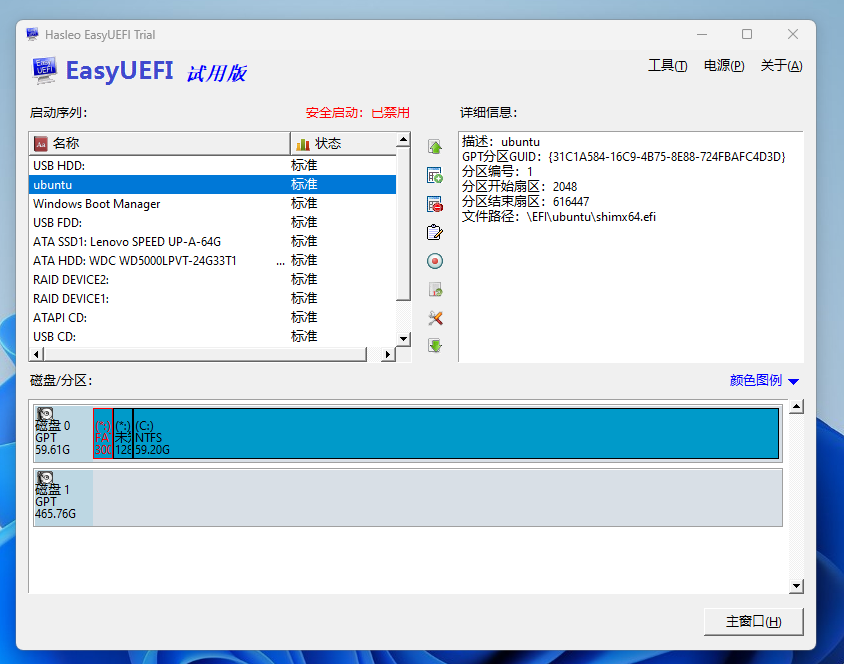 Hasleo EasyUEFI Trial
EasyUEFI 试用版
工具(T) 电源(P) 关于(A)
启动序列: 安全启动: 已禁用 详细信息:
名称 状态
USB HDD: 标准
ubuntu 标准
Windows Boot Manager 标准
USB FDD: 标准
ATA SSD1: Lenovo SPEED UP-A-64G 标准
ATA HDD: WDC WD5000LPVT-24G33T1 ... 标准
RAID DEVICE2: 标准
RAID DEVICE1: 标准
ATAPI CD: 标准
USB CD: 标准
描述: ubuntu
GPT分区GUID: {31C1A584-16C9-4B75-8E88-724FBAFC4D3D}
分区编号: 1
分区开始扇区: 2048
分区结束扇区: 616447
文件路径: \EFI\ubuntu\shimx64.efi
磁盘/分区: 颜色图例
磁盘 0
GPT
59.61G
(*:)
FA
300
(*:)
128
(C:)
NTFS
59.20G
磁盘 1
GPT
465.76G
主窗口(H)